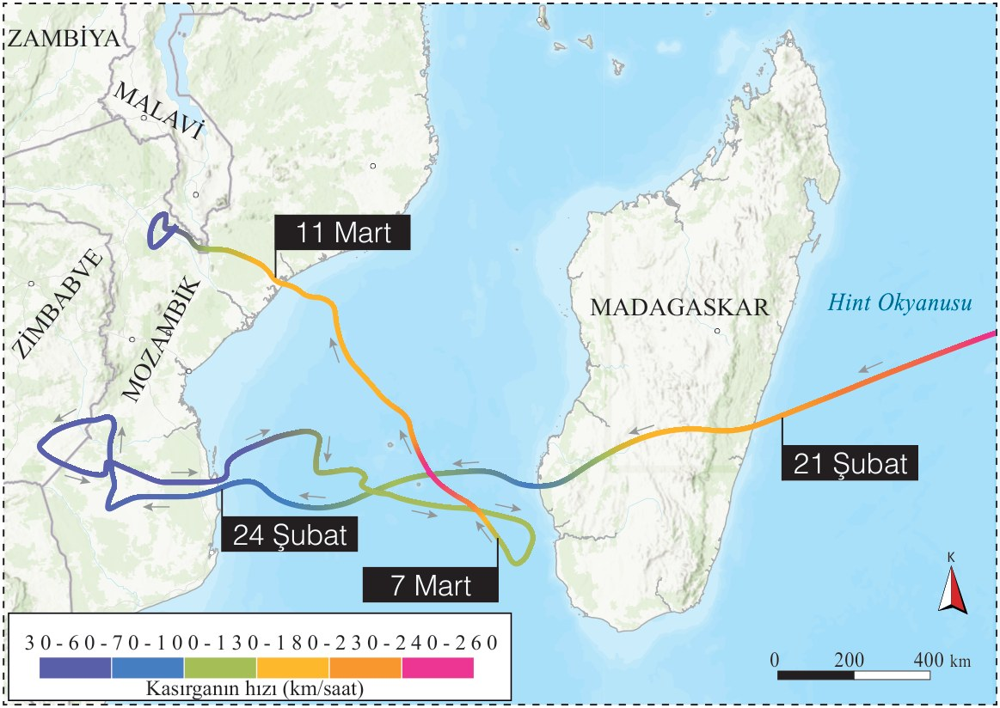 ZAMBİYA
MALAVİ
11 Mart
ZİMBABVE
MOZAMBİK
MADAGASKAR
Hint Okyanusu
21 Şubat
24 Şubat
7 Mart
K
30-60-70-100-130-180-230-240-260
Kasırganın hızı (km/saat)
0 200 400 km